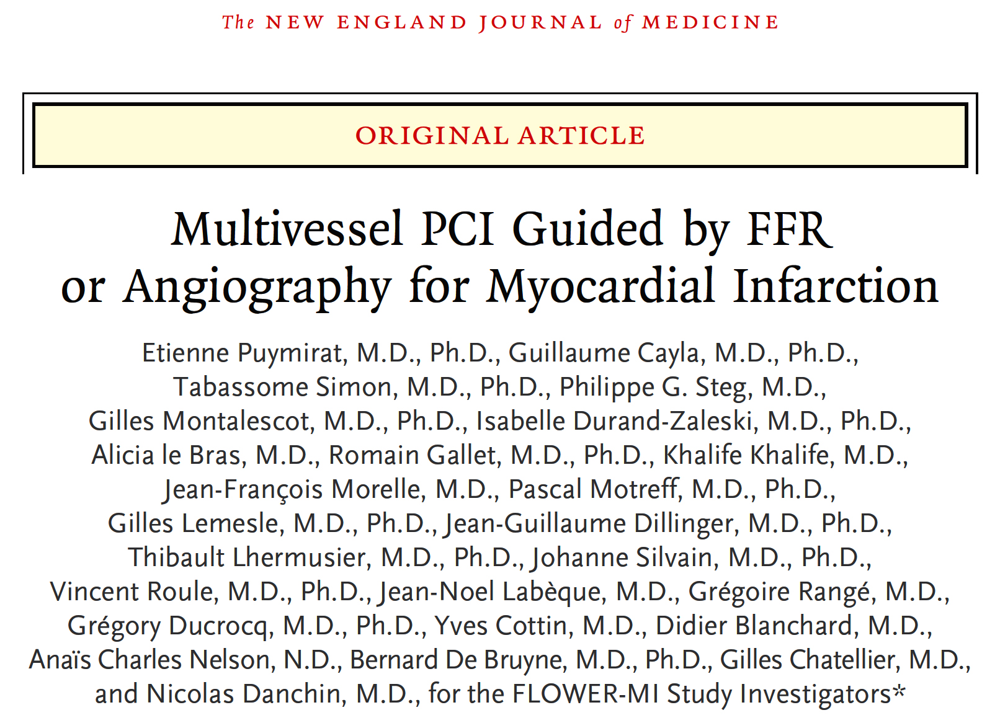 The NEW ENGLAND JOURNAL of MEDICINE
ORIGINAL ARTICLE
Multivessel PCI Guided by FFR
or Angiography for Myocardial Infarction
Etienne Puymirat, M.D., Ph.D., Guillaume Cayla, M.D., Ph.D.,
Tabassome Simon, M.D., Ph.D., Philippe G. Steg, M.D.,
Gilles Montalescot, M.D., Ph.D., Isabelle Durand-Zaleski, M.D., Ph.D.,
Alicia le Bras, M.D., Romain Gallet, M.D., Ph.D., Khalife Khalife, M.D.,
Jean-François Morelle, M.D., Pascal Motreff, M.D., Ph.D.,
Gilles Lemesle, M.D., Ph.D., Jean-Guillaume Dillinger, M.D., Ph.D.,
Thibault Lhermusier, M.D., Ph.D., Johanne Silvain, M.D., Ph.D.,
Vincent Roule, M.D., Ph.D., Jean-Noel Labèque, M.D., Grégoire Rangé, M.D.,
Grégory Ducrocq, M.D., Ph.D., Yves Cottin, M.D., Didier Blanchard, M.D.,
Anaïs Charles Nelson, N.D., Bernard De Bruyne, M.D., Ph.D., Gilles Chatellier, M.D.,
and Nicolas Danchin, M.D., for the FLOWER-MI Study Investigators*